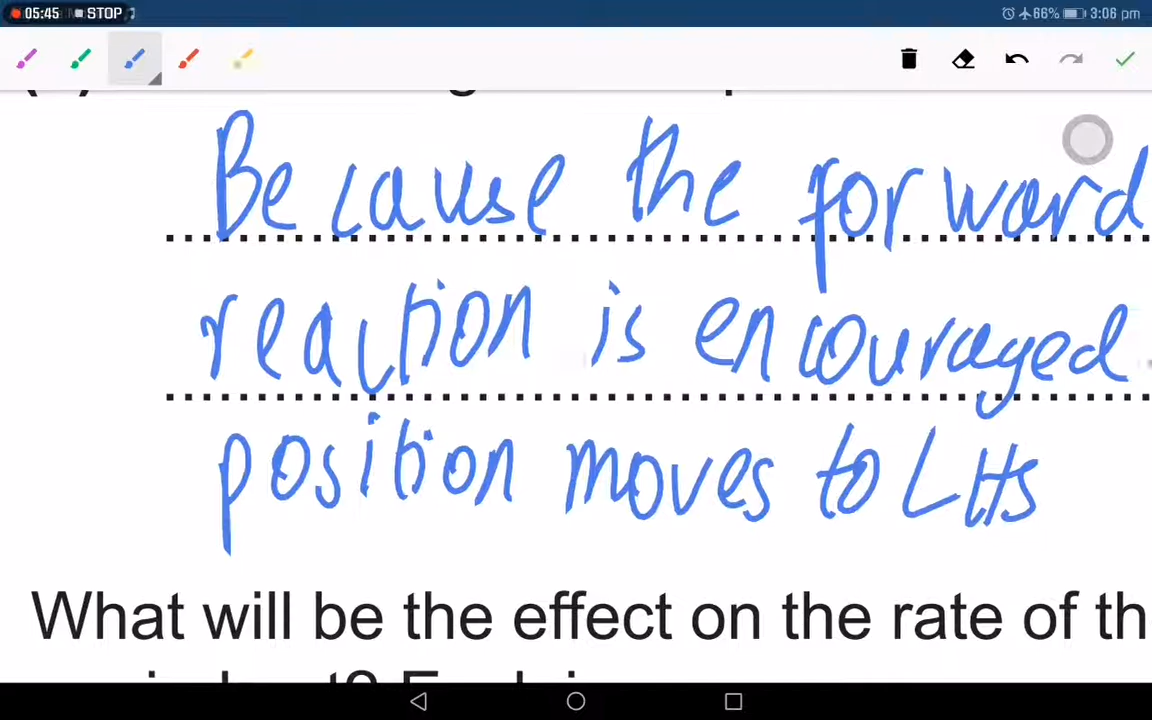 05:45 STOP 66% 3:06 pm
Because the forward
reaction is encouraged.
position moves to LHS
What will be the effect on the rate of th